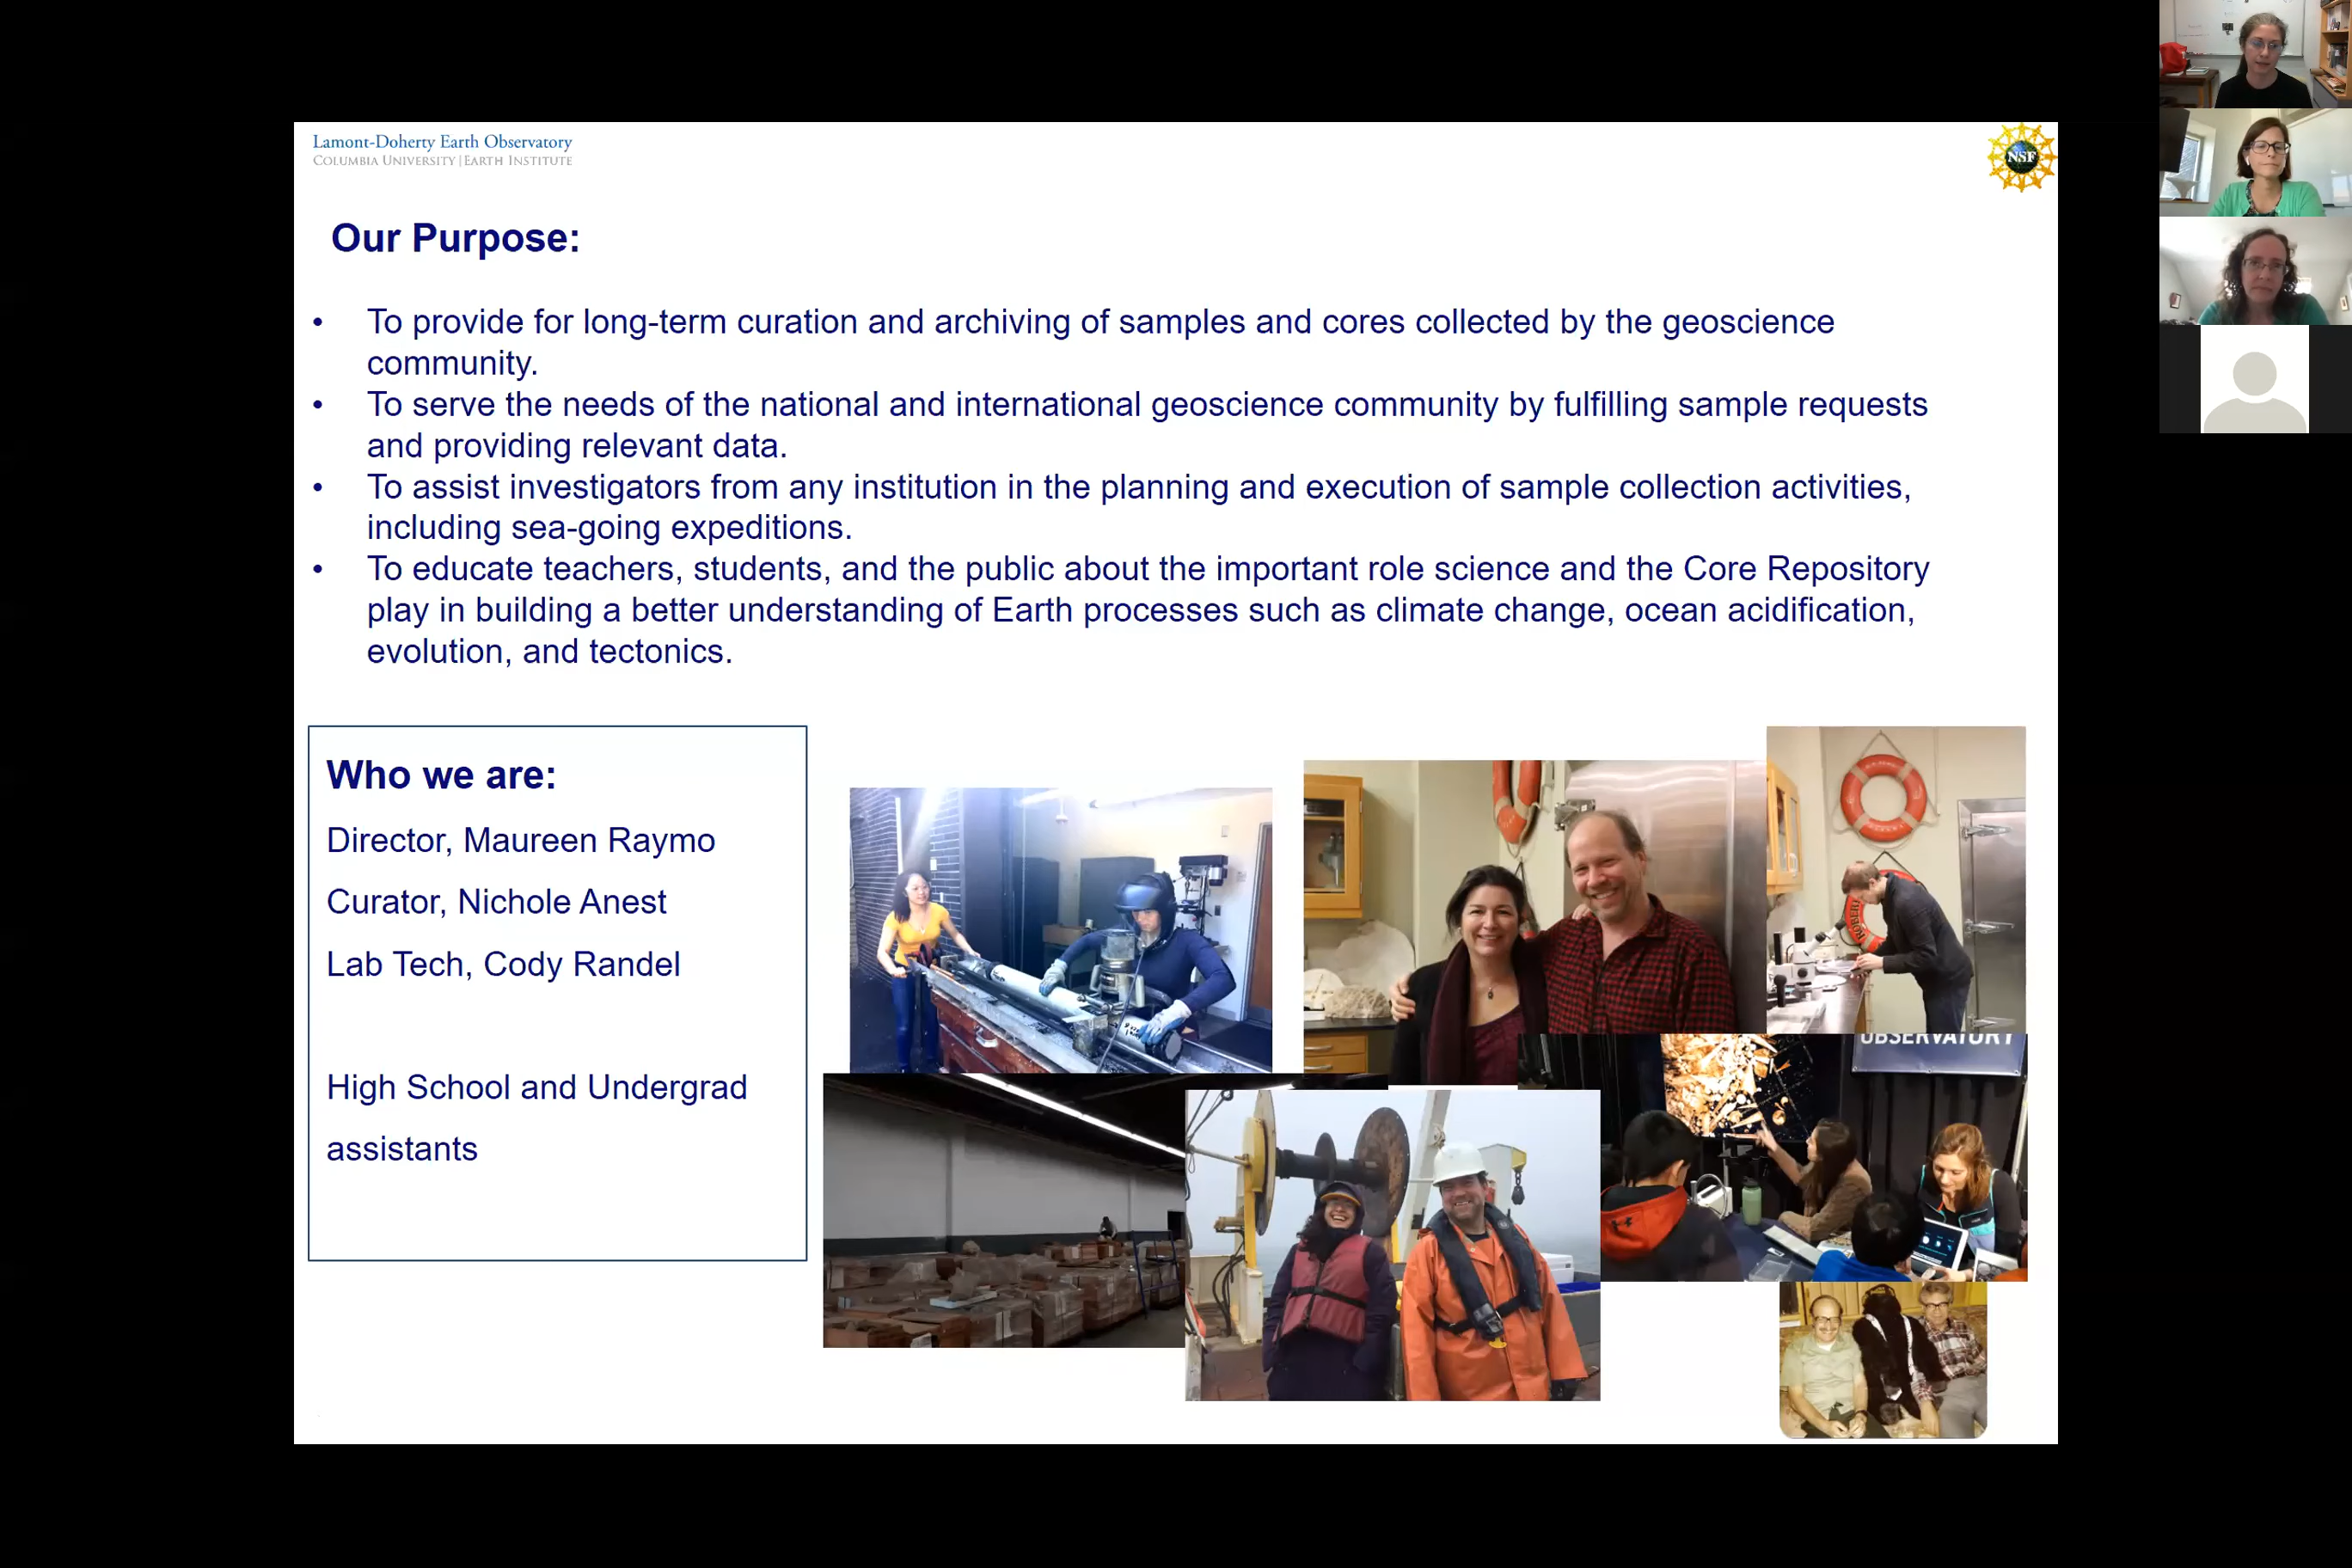 Lamont-Doherty Earth Observatory
COLUMBIA UNIVERSITY | EARTH INSTITUTE
NSF
Our Purpose:
• To provide for long-term curation and archiving of samples and cores collected by the geoscience
community.
• To serve the needs of the national and international geoscience community by fulfilling sample requests
and providing relevant data.
• To assist investigators from any institution in the planning and execution of sample collection activities,
including sea-going expeditions.
• To educate teachers, students, and the public about the important role science and the Core Repository
play in building a better understanding of Earth processes such as climate change, ocean acidification,
evolution, and tectonics.
Who we are:
Director, Maureen Raymo
Curator, Nichole Anest
Lab Tech, Cody Randel
High School and Undergrad
assistants
OBSERVATORY